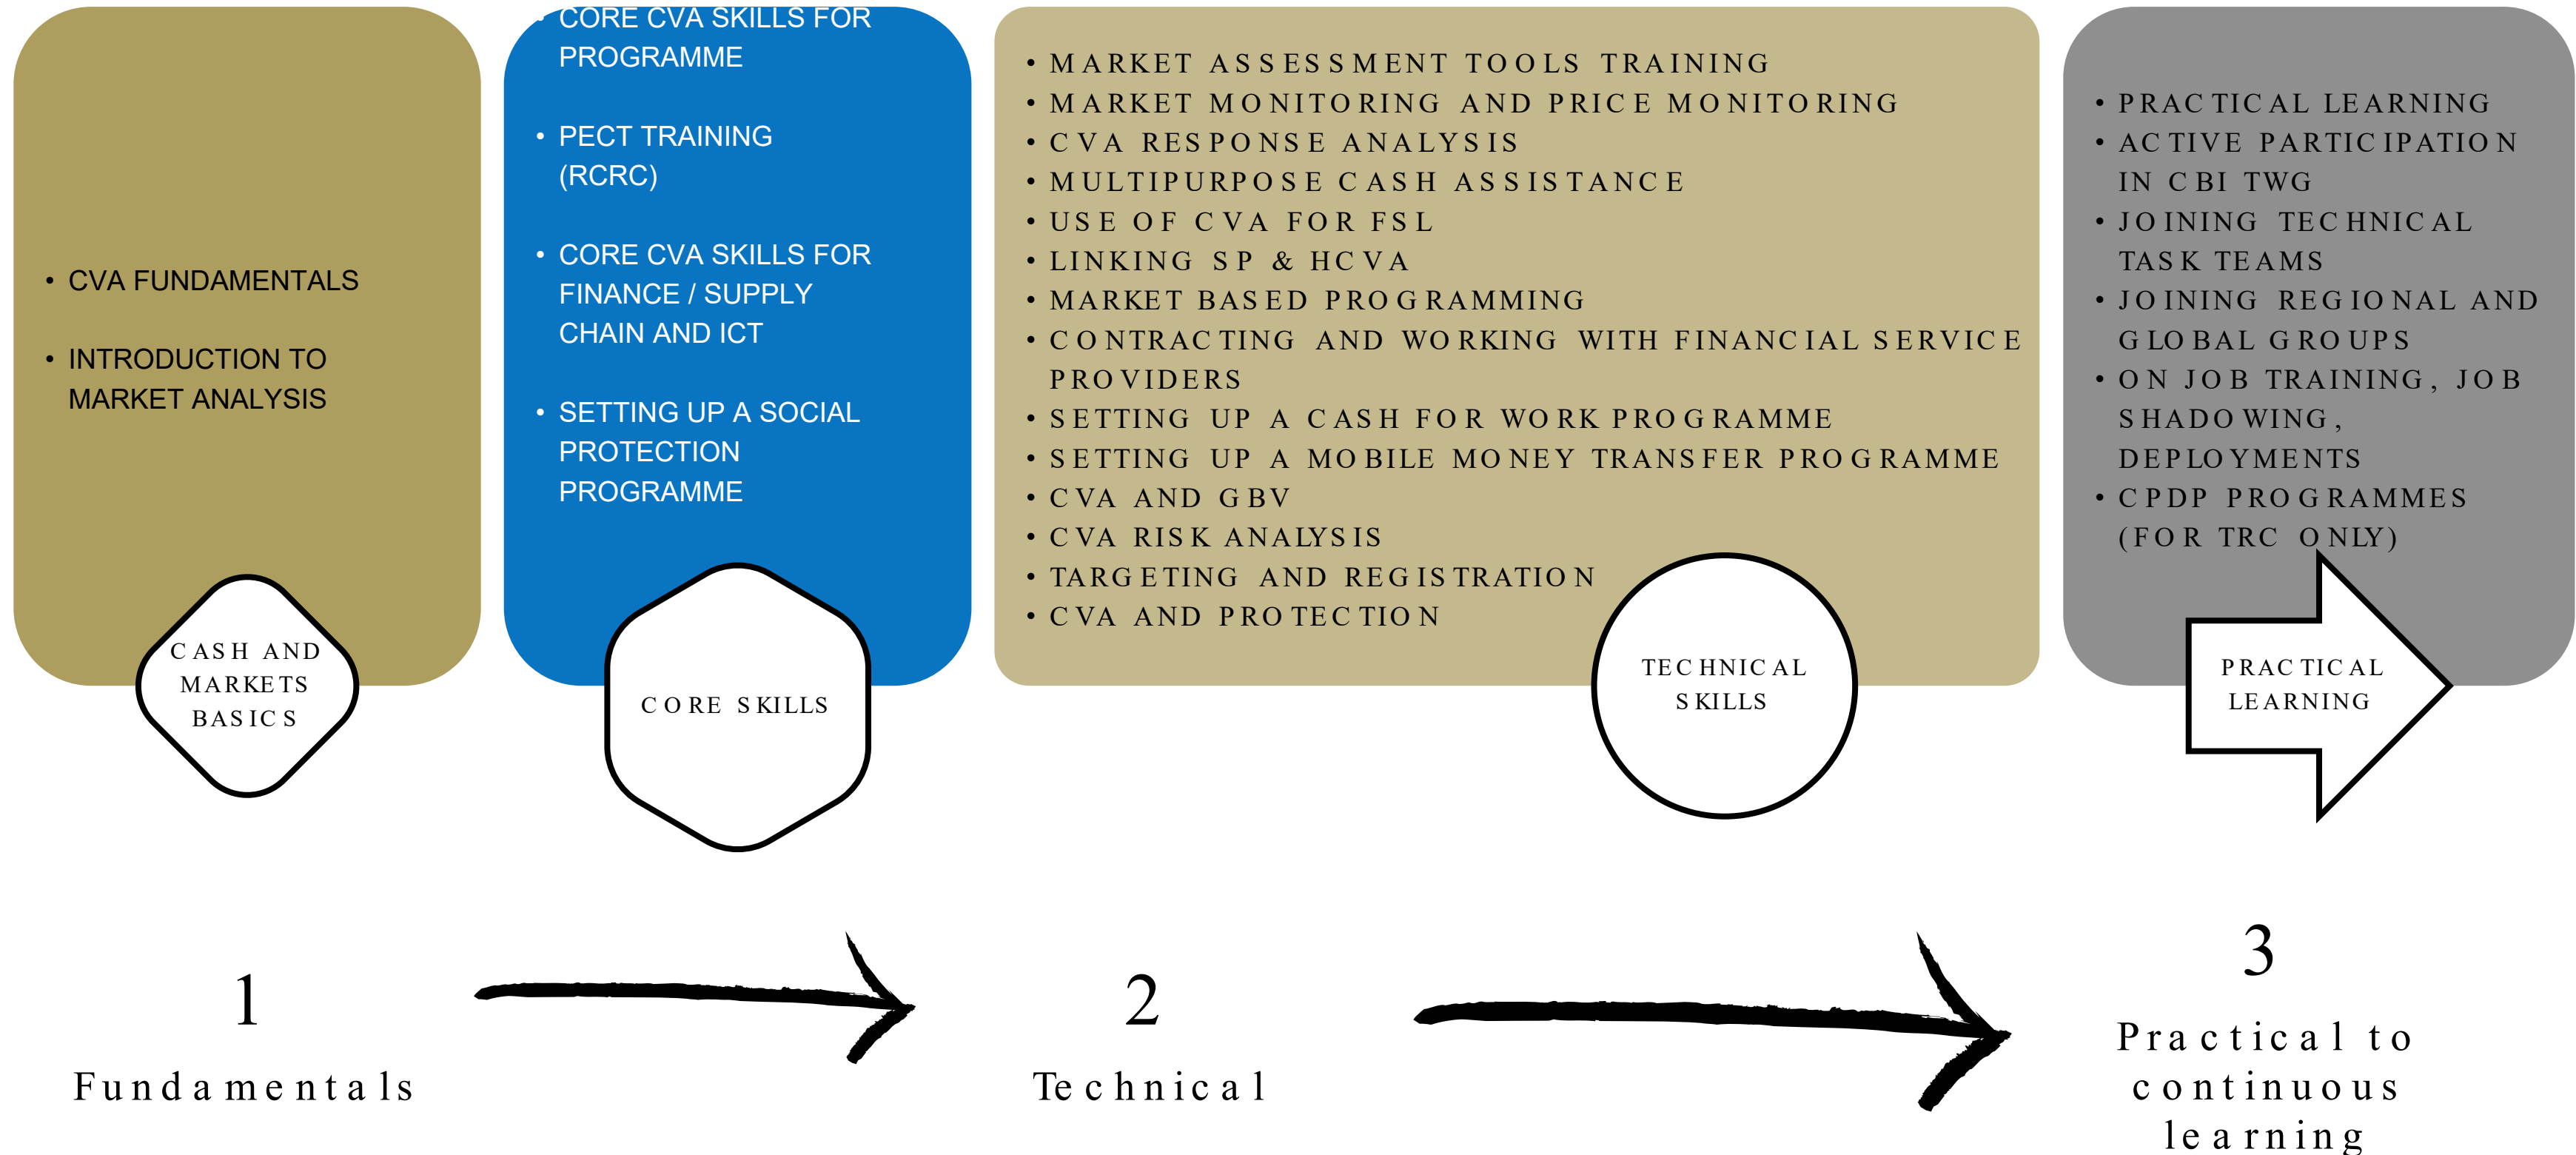 • CVA FUNDAMENTALS
• INTRODUCTION TO
MARKET ANALYSIS
CASH AND
MARKETS
BASICS
• CORE CVA SKILLS FOR
PROGRAMME
• PECT TRAINING
(RCRC)
• CORE CVA SKILLS FOR
FINANCE / SUPPLY
CHAIN AND ICT
• SETTING UP A SOCIAL
PROTECTION
PROGRAMME
CORE SKILLS
• MARKET ASSESSMENT TOOLS TRAINING
• MARKET MONITORING AND PRICE MONITORING
• CVA RESPONSE ANALYSIS
• MULTIPURPOSE CASH ASSISTANCE
• USE OF CVA FOR FSL
• LINKING SP & HCVA
• MARKET BASED PROGRAMMING
• CONTRACTING AND WORKING WITH FINANCIAL SERVICE
PROVIDERS
• SETTING UP A CASH FOR WORK PROGRAMME
• SETTING UP A MOBILE MONEY TRANSFER PROGRAMME
• CVA AND GBV
• CVA RISK ANALYSIS
• TARGETING AND REGISTRATION
• CVA AND PROTECTION
TECHNICAL
SKILLS
• PRACTICAL LEARNING
• ACTIVE PARTICIPATION
IN CBI TWG
• JOINING TECHNICAL
TASK TEAMS
• JOINING REGIONAL AND
GLOBAL GROUPS
• ON JOB TRAINING, JOB
SHADOWING,
DEPLOYMENTS
• CPDP PROGRAMMES
(FOR TRC ONLY)
PRACTICAL
LEARNING
1
Fundamentals
2
Technical
3
Practical to
continuous
learning